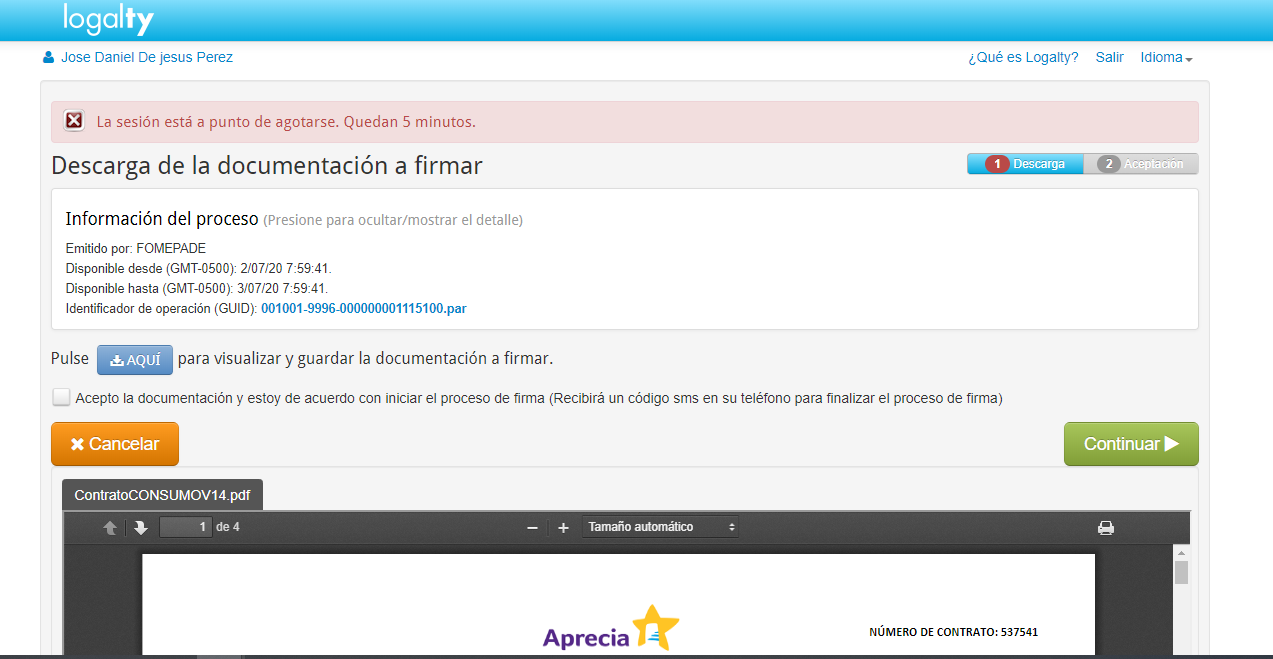 logalty
Jose Daniel De jesus Perez
¿Qué es Logalty? Salir Idioma
La sesión está a punto de agotarse. Quedan 5 minutos.
Descarga de la documentación a firmar
1 Descarga 2 Aceptación
Información del proceso (Presione para ocultar/mostrar el detalle)
Emitido por: FOMEPADE
Disponible desde (GMT-0500): 2/07/20 7:59:41.
Disponible hasta (GMT-0500): 3/07/20 7:59:41.
Identificador de operación (GUID): 001001-9996-000000001115100.par
Pulse AQUÍ para visualizar y guardar la documentación a firmar.
Acepto la documentación y estoy de acuerdo con iniciar el proceso de firma (Recibirá un código sms en su teléfono para finalizar el proceso de firma)
Cancelar
Continuar
ContratoCONSUMOV14.pdf
1 de 4
Tamaño automático
Aprecia
NÚMERO DE CONTRATO: 537541